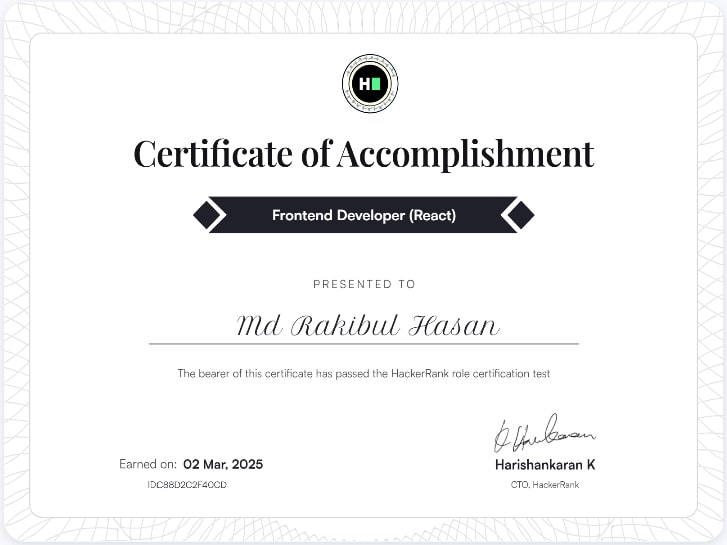 H
Certificate of Accomplishment
Frontend Developer (React)
PRESENTED TO
Md Rakibul Hasan
The bearer of this certificate has passed the HackerRank role certification test
Earned on: 02 Mar, 2025
Harishankaran K
CTO, HackerRank